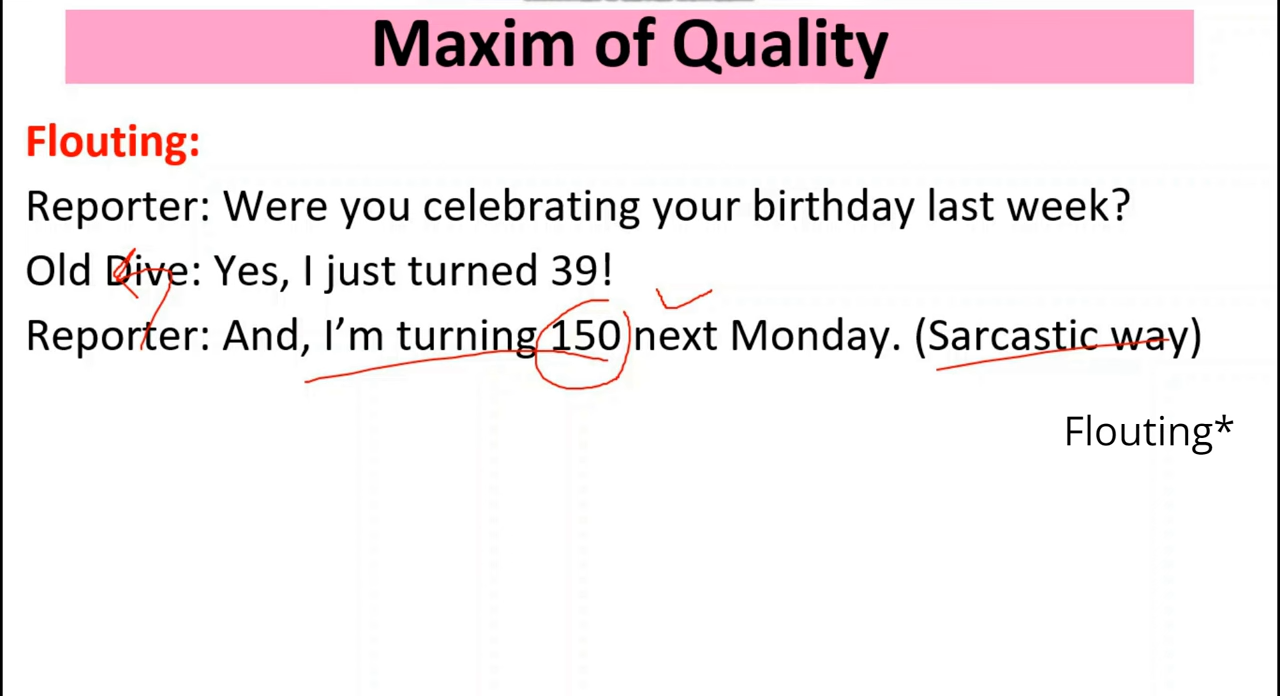 Maxim of Quality
Flouting:
Reporter: Were you celebrating your birthday last week?
Old Dive: Yes, I just turned 39!
Reporter: And, I’m turning 150 next Monday. (Sarcastic way)
Flouting*